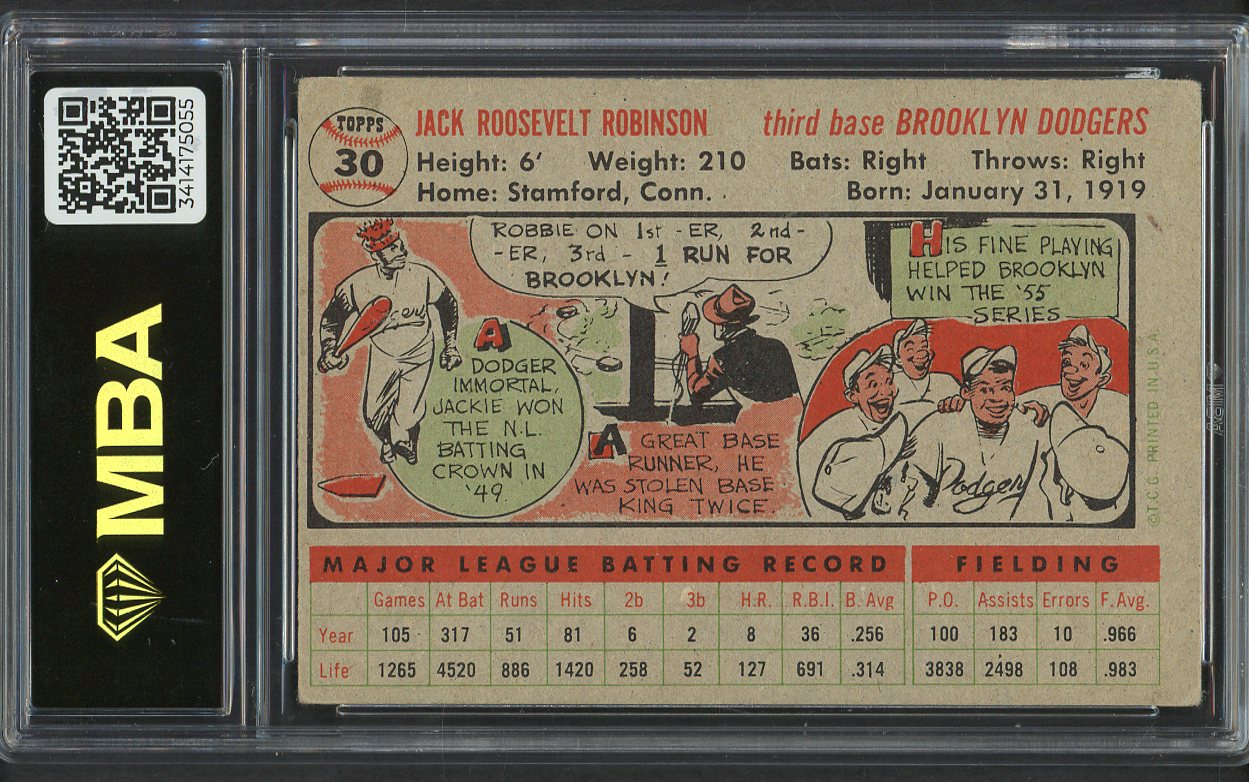 3414175055
MBA
TOPPS
30
JACK ROOSEVELT ROBINSON third base BROOKLYN DODGERS
Height: 6' Weight: 210 Bats: Right Throws: Right
Home: Stamford, Conn. Born: January 31, 1919
ROBBIE ON 1st -ER, 2nd-
-ER, 3rd - 1 RUN FOR
BROOKLYN!
A
DODGER
IMMORTAL,
JACKIE WON
THE N.L.
BATTING
CROWN IN
'49.
A GREAT BASE
RUNNER, HE
WAS STOLEN BASE
KING TWICE.
HIS FINE PLAYING
HELPED BROOKLYN
WIN THE '55
SERIES
Dodgers
©T.C.G. PRINTED IN U.S.A.
MBA
MAJOR LEAGUE BATTING RECORD FIELDING
Games At Bat Runs Hits 2b 3b H.R. R.B.I. B. Avg P.O. Assists Errors F. Avg.
Year 105 317 51 81 6 2 8 36 .256 100 183 10 .966
Life 1265 4520 886 1420 258 52 127 691 .314 3838 2498 108 .983